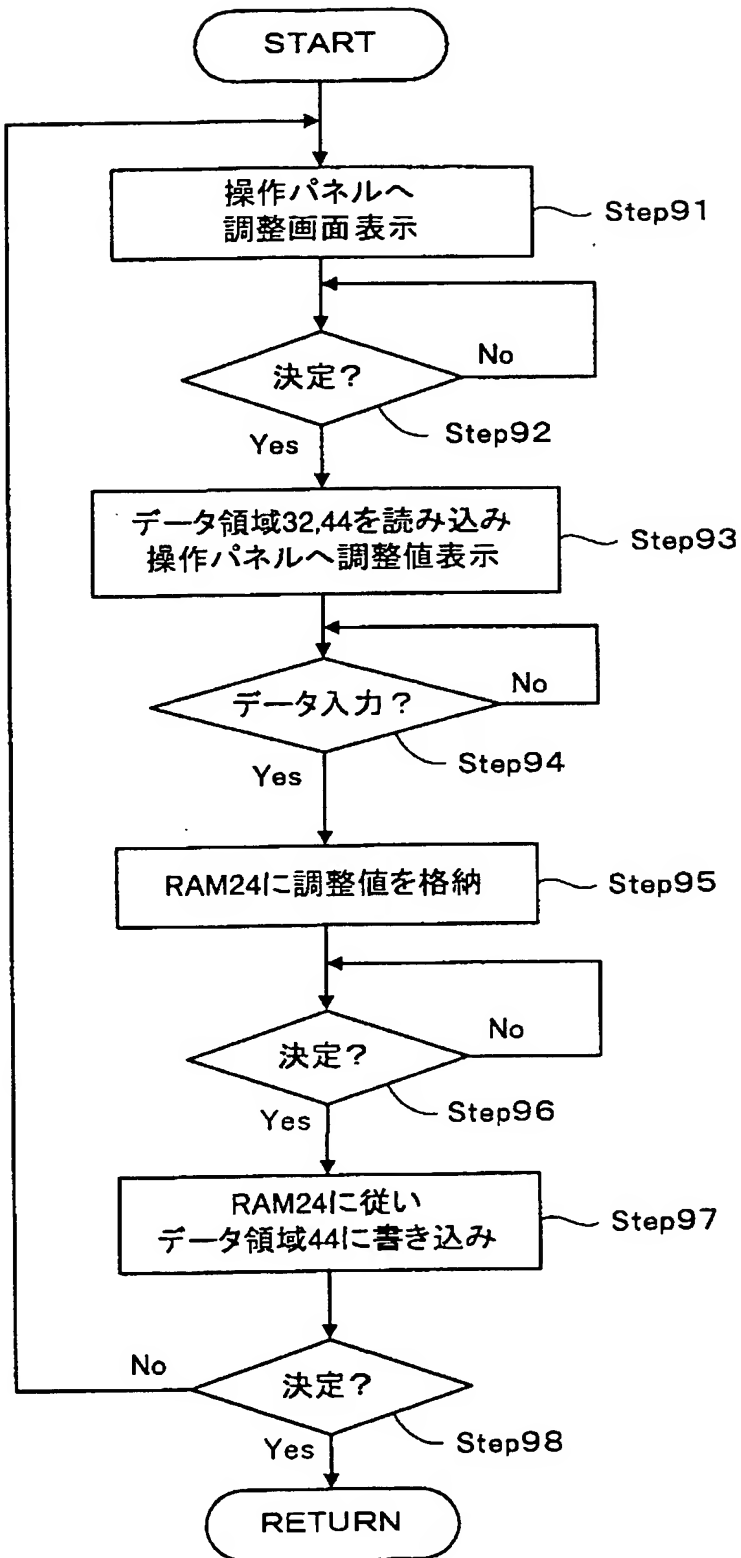 START
操作パネルへ
調整画面表示
Step91
No
決定？
Step92
Yes
データ領域32,44を読み込み
操作パネルへ調整値表示
Step93
No
データ入力？
Step94
Yes
RAM24に調整値を格納
Step95
No
決定？
Step96
Yes
RAM24に従い
データ領域44に書き込み
Step97
No
決定？
Step98
Yes
RETURN